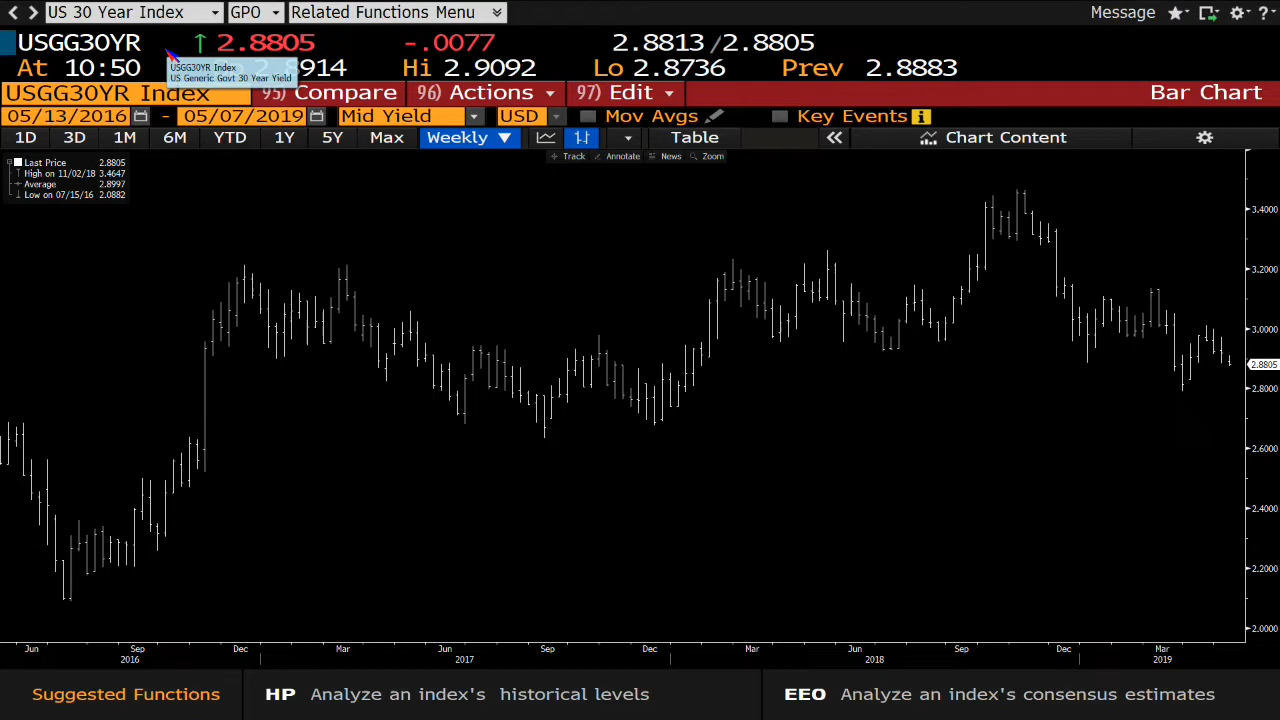 US 30 Year Index GPO Related Functions Menu Message
USGG30YR ↑ 2.8805 -.0077 2.8813/2.8805
At 10:50 2.8914 Hi 2.9092 Lo 2.8736 Prev 2.8883
USGG30YR Index
US Generic Govt 30 Year Yield
USGG30YR Index 95) Compare 96) Actions 97) Edit Bar Chart
05/13/2016 - 05/07/2019 Mid Yield USD Mov Avgs Key Events i
1D 3D 1M 6M YTD 1Y 5Y Max Weekly ▼ Table « Chart Content
Track Annotate News Zoom
Last Price 2.8805
High on 11/02/18 3.4647
Average 2.8997
Low on 07/15/16 2.0882
3.4000
3.2000
3.0000
2.8805
2.8000
2.6000
2.4000
2.2000
2.0000
Jun Sep Dec Mar Jun Sep Dec Mar Jun Sep Dec Mar
2016 2017 2018 2019
Suggested Functions HP Analyze an index's historical levels EEO Analyze an index's consensus estimates